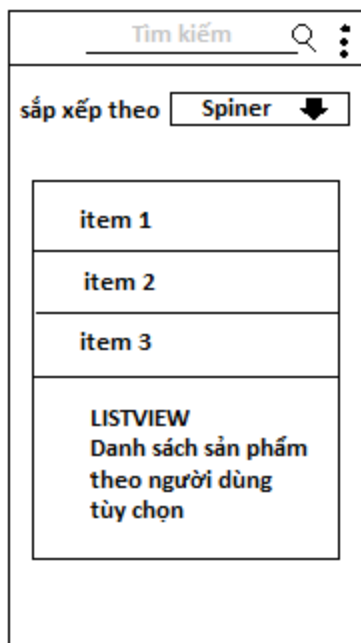 Tìm kiếm
sắp xếp theo Spiner
item 1
item 2
item 3
LISTVIEW
Danh sách sản phẩm
theo người dùng
tùy chọn